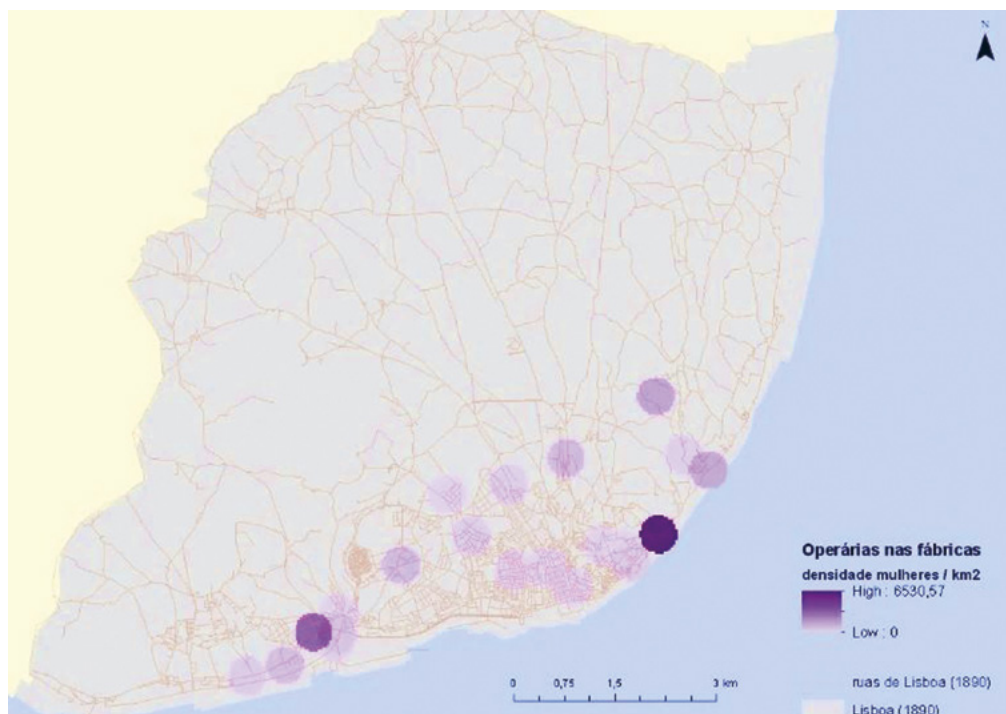 N
Operárias nas fábricas
densidade mulheres / km2
High : 6530,57
Low : 0
ruas de Lisboa (1890)
Lisboa (1890)
0 0,75 1,5 3 km